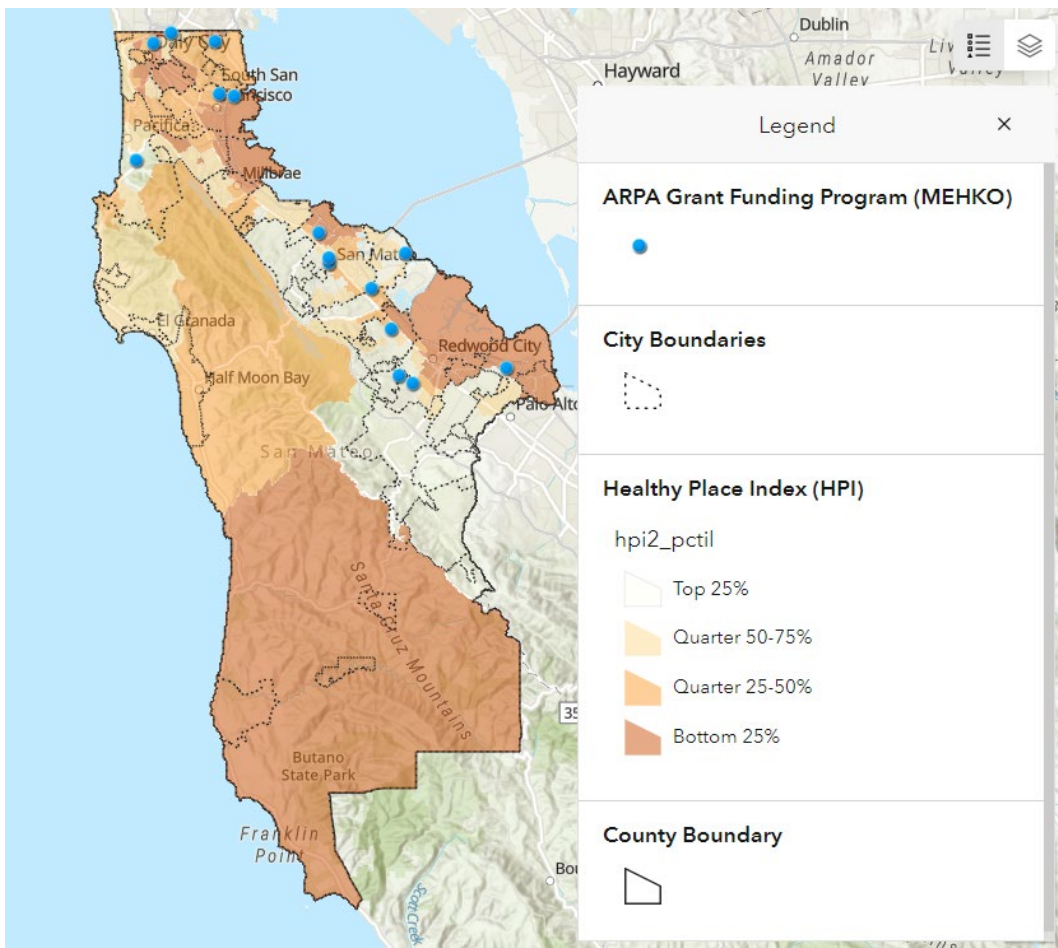 Dublin
Amador
Valley
Hayward
Daly City
South San
Francisco
Pacifica
Millbrae
San Mateo
El Granada
Redwood City
Half Moon Bay
Palo Alto
San Mateo
Santa Cruz Mountains
35
Butano
State Park
Franklin
Point
Scott Creek
Legend
ARPA Grant Funding Program (MEHKO)
City Boundaries
Healthy Place Index (HPI)
hpi2_pctil
Top 25%
Quarter 50-75%
Quarter 25-50%
Bottom 25%
County Boundary